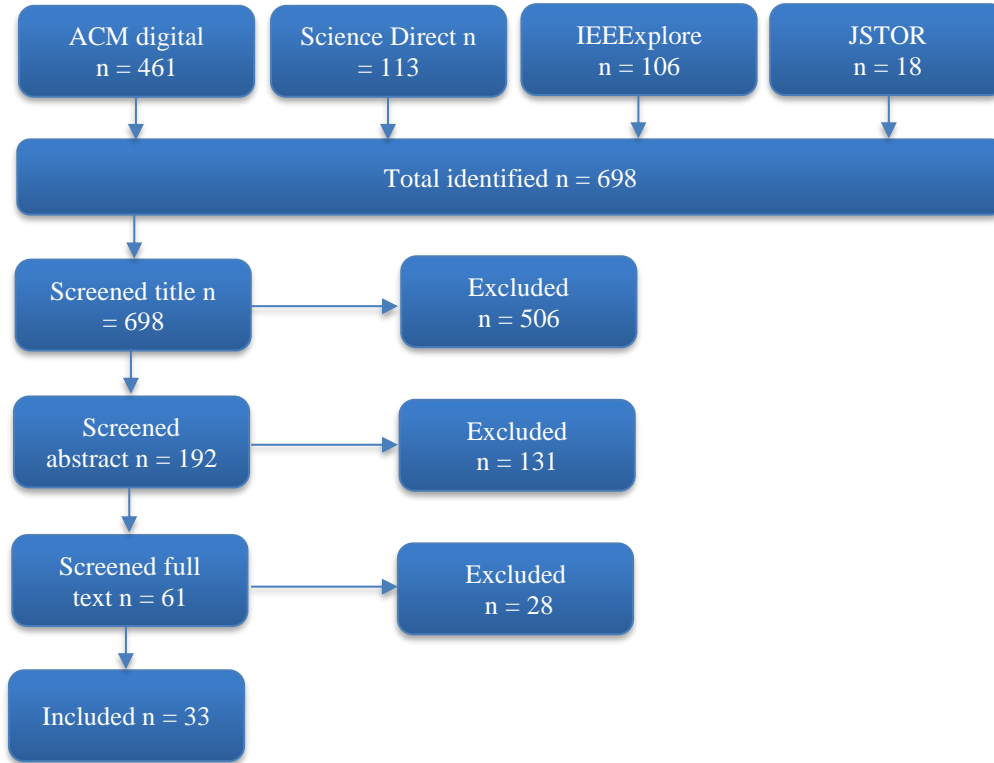 ACM digital
n = 461
Science Direct n
= 113
IEEExplore
n = 106
JSTOR
n = 18
Total identified n = 698
Screened title n
= 698
Excluded
n = 506
Screened
abstract n = 192
Excluded
n = 131
Screened full
text n = 61
Excluded
n = 28
Included n = 33